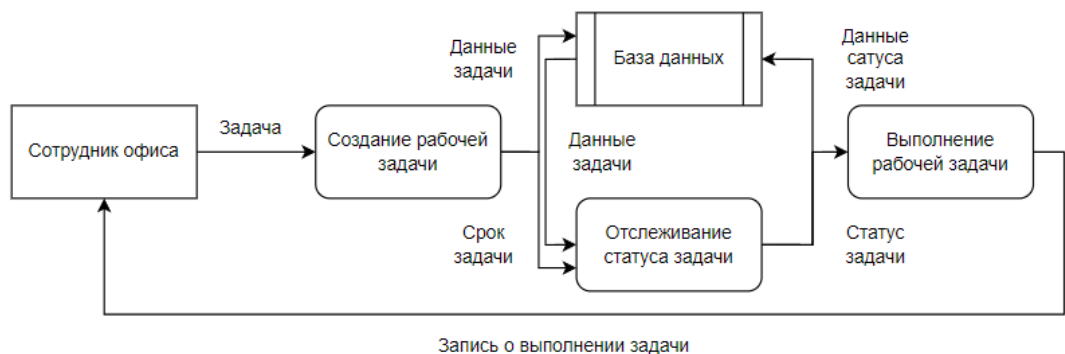 Данные
задачи
База данных
Данные
сатуса
задачи
Сотрудник офиса
Задача
Создание рабочей
задачи
Данные
задачи
Выполнение
рабочей задачи
Срок
задачи
Отслеживание
статуса задачи
Статус
задачи
Запись о выполнении задачи